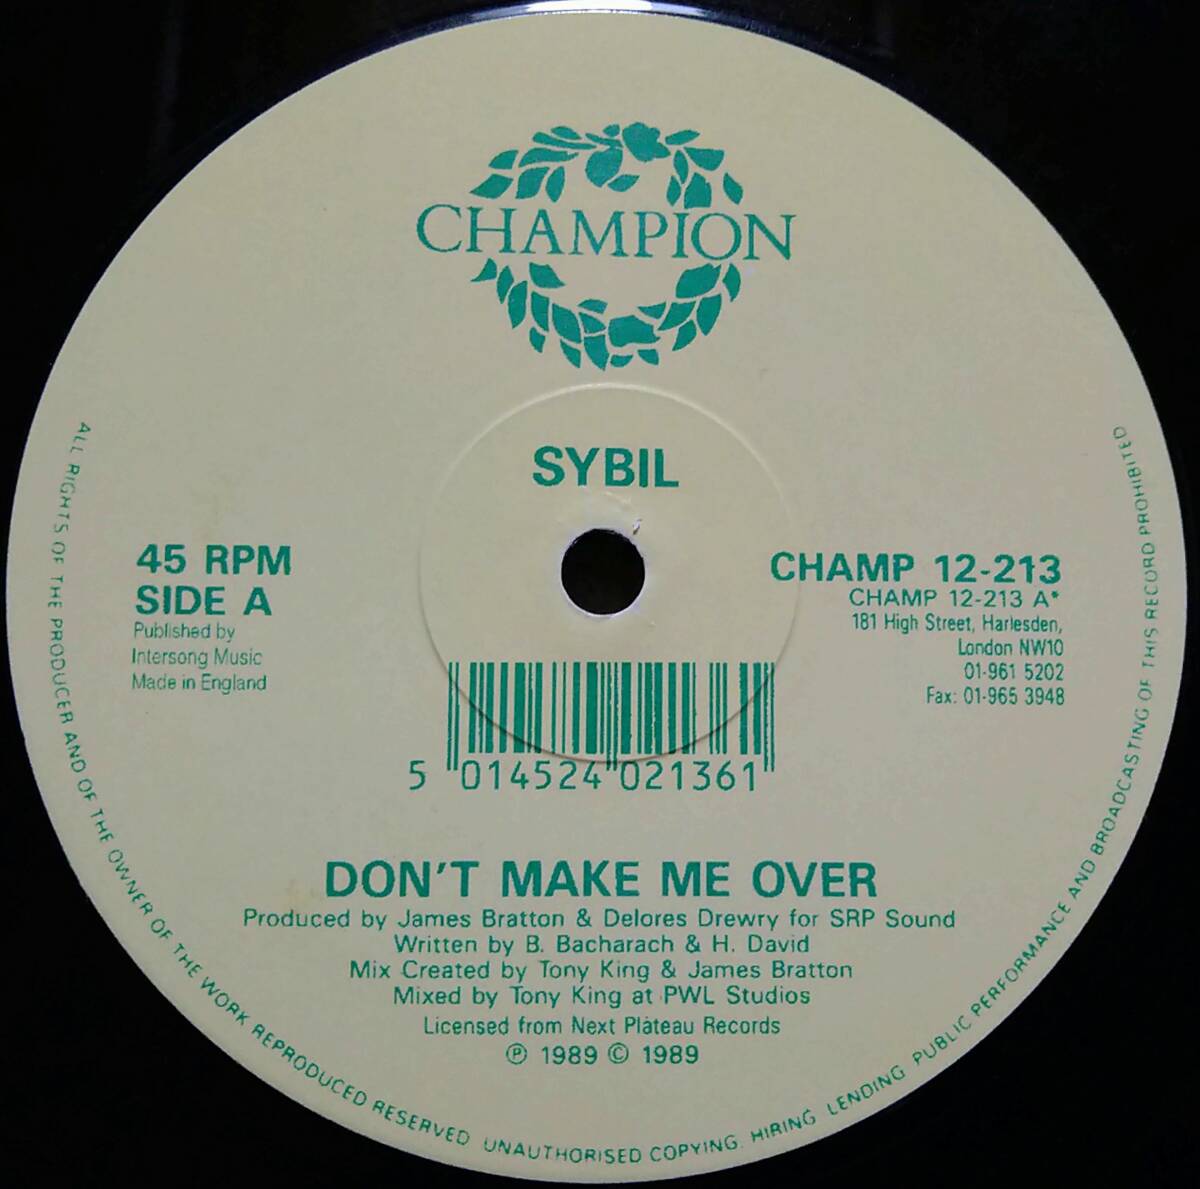 CHAMPION
SYBIL
45 RPM
SIDE A
Published by
Intersong Music
Made in England
CHAMP 12-213
CHAMP 12-213 A*
181 High Street, Harlesden,
London NW10
01-961 5202
Fax: 01-965 3948
5 014524 021361
DON'T MAKE ME OVER
Produced by James Bratton & Delores Drewry for SRP Sound
Written by B. Bacharach & H. David
Mix Created by Tony King & James Bratton
Mixed by Tony King at PWL Studios
Licensed from Next Plateau Records
℗ 1989 © 1989
ALL RIGHTS OF THE PRODUCER AND OF THE OWNER OF THE WORK REPRODUCED RESERVED UNAUTHORISED COPYING. HIRING LENDING PUBLIC PERFORMANCE AND BROADCASTING OF THIS RECORD PROHIBITED